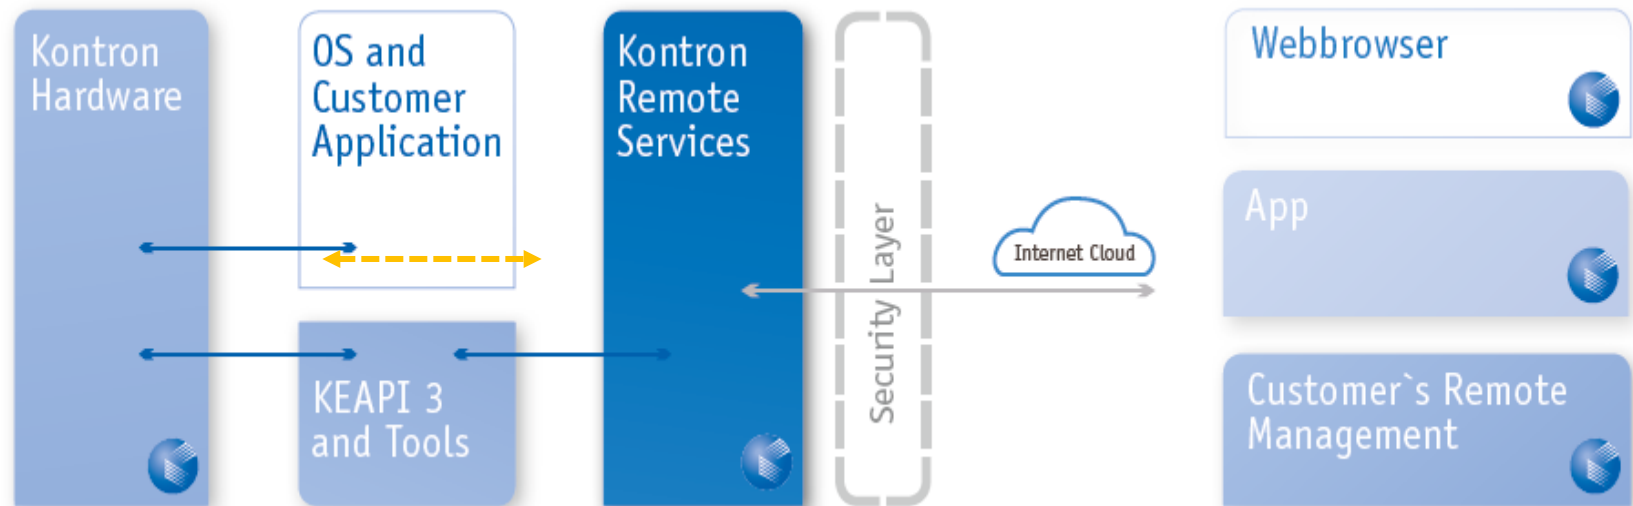 Kontron
Hardware
OS and
Customer
Application
KEAPI 3
and Tools
Kontron
Remote
Services
Security Layer
Internet Cloud
Webbrowser
App
Customer`s Remote
Management